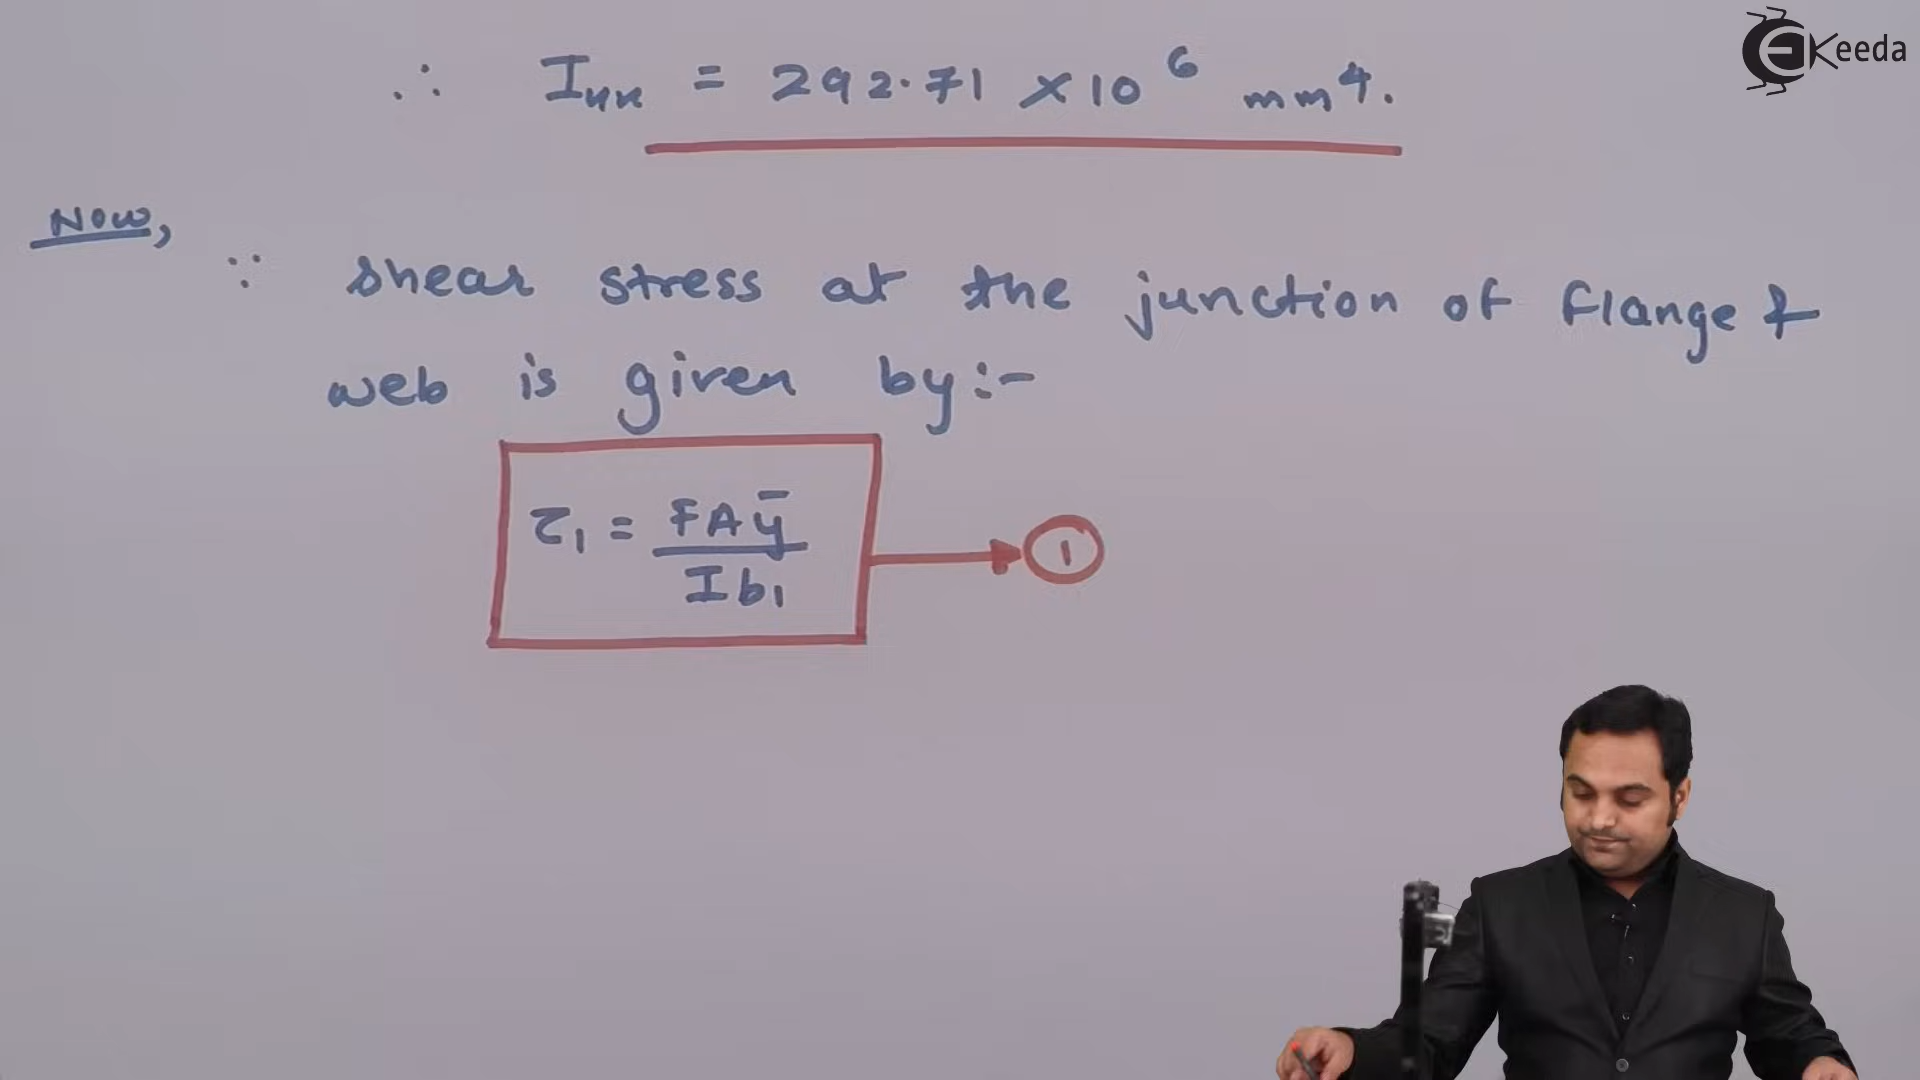 Ekeeda
∴ Ixx = 292.71 × 10⁶ mm⁴.
Now,
∵ shear stress at the junction of flange &
web is given by:-
τ₁ = FAȳ / Ib₁
1